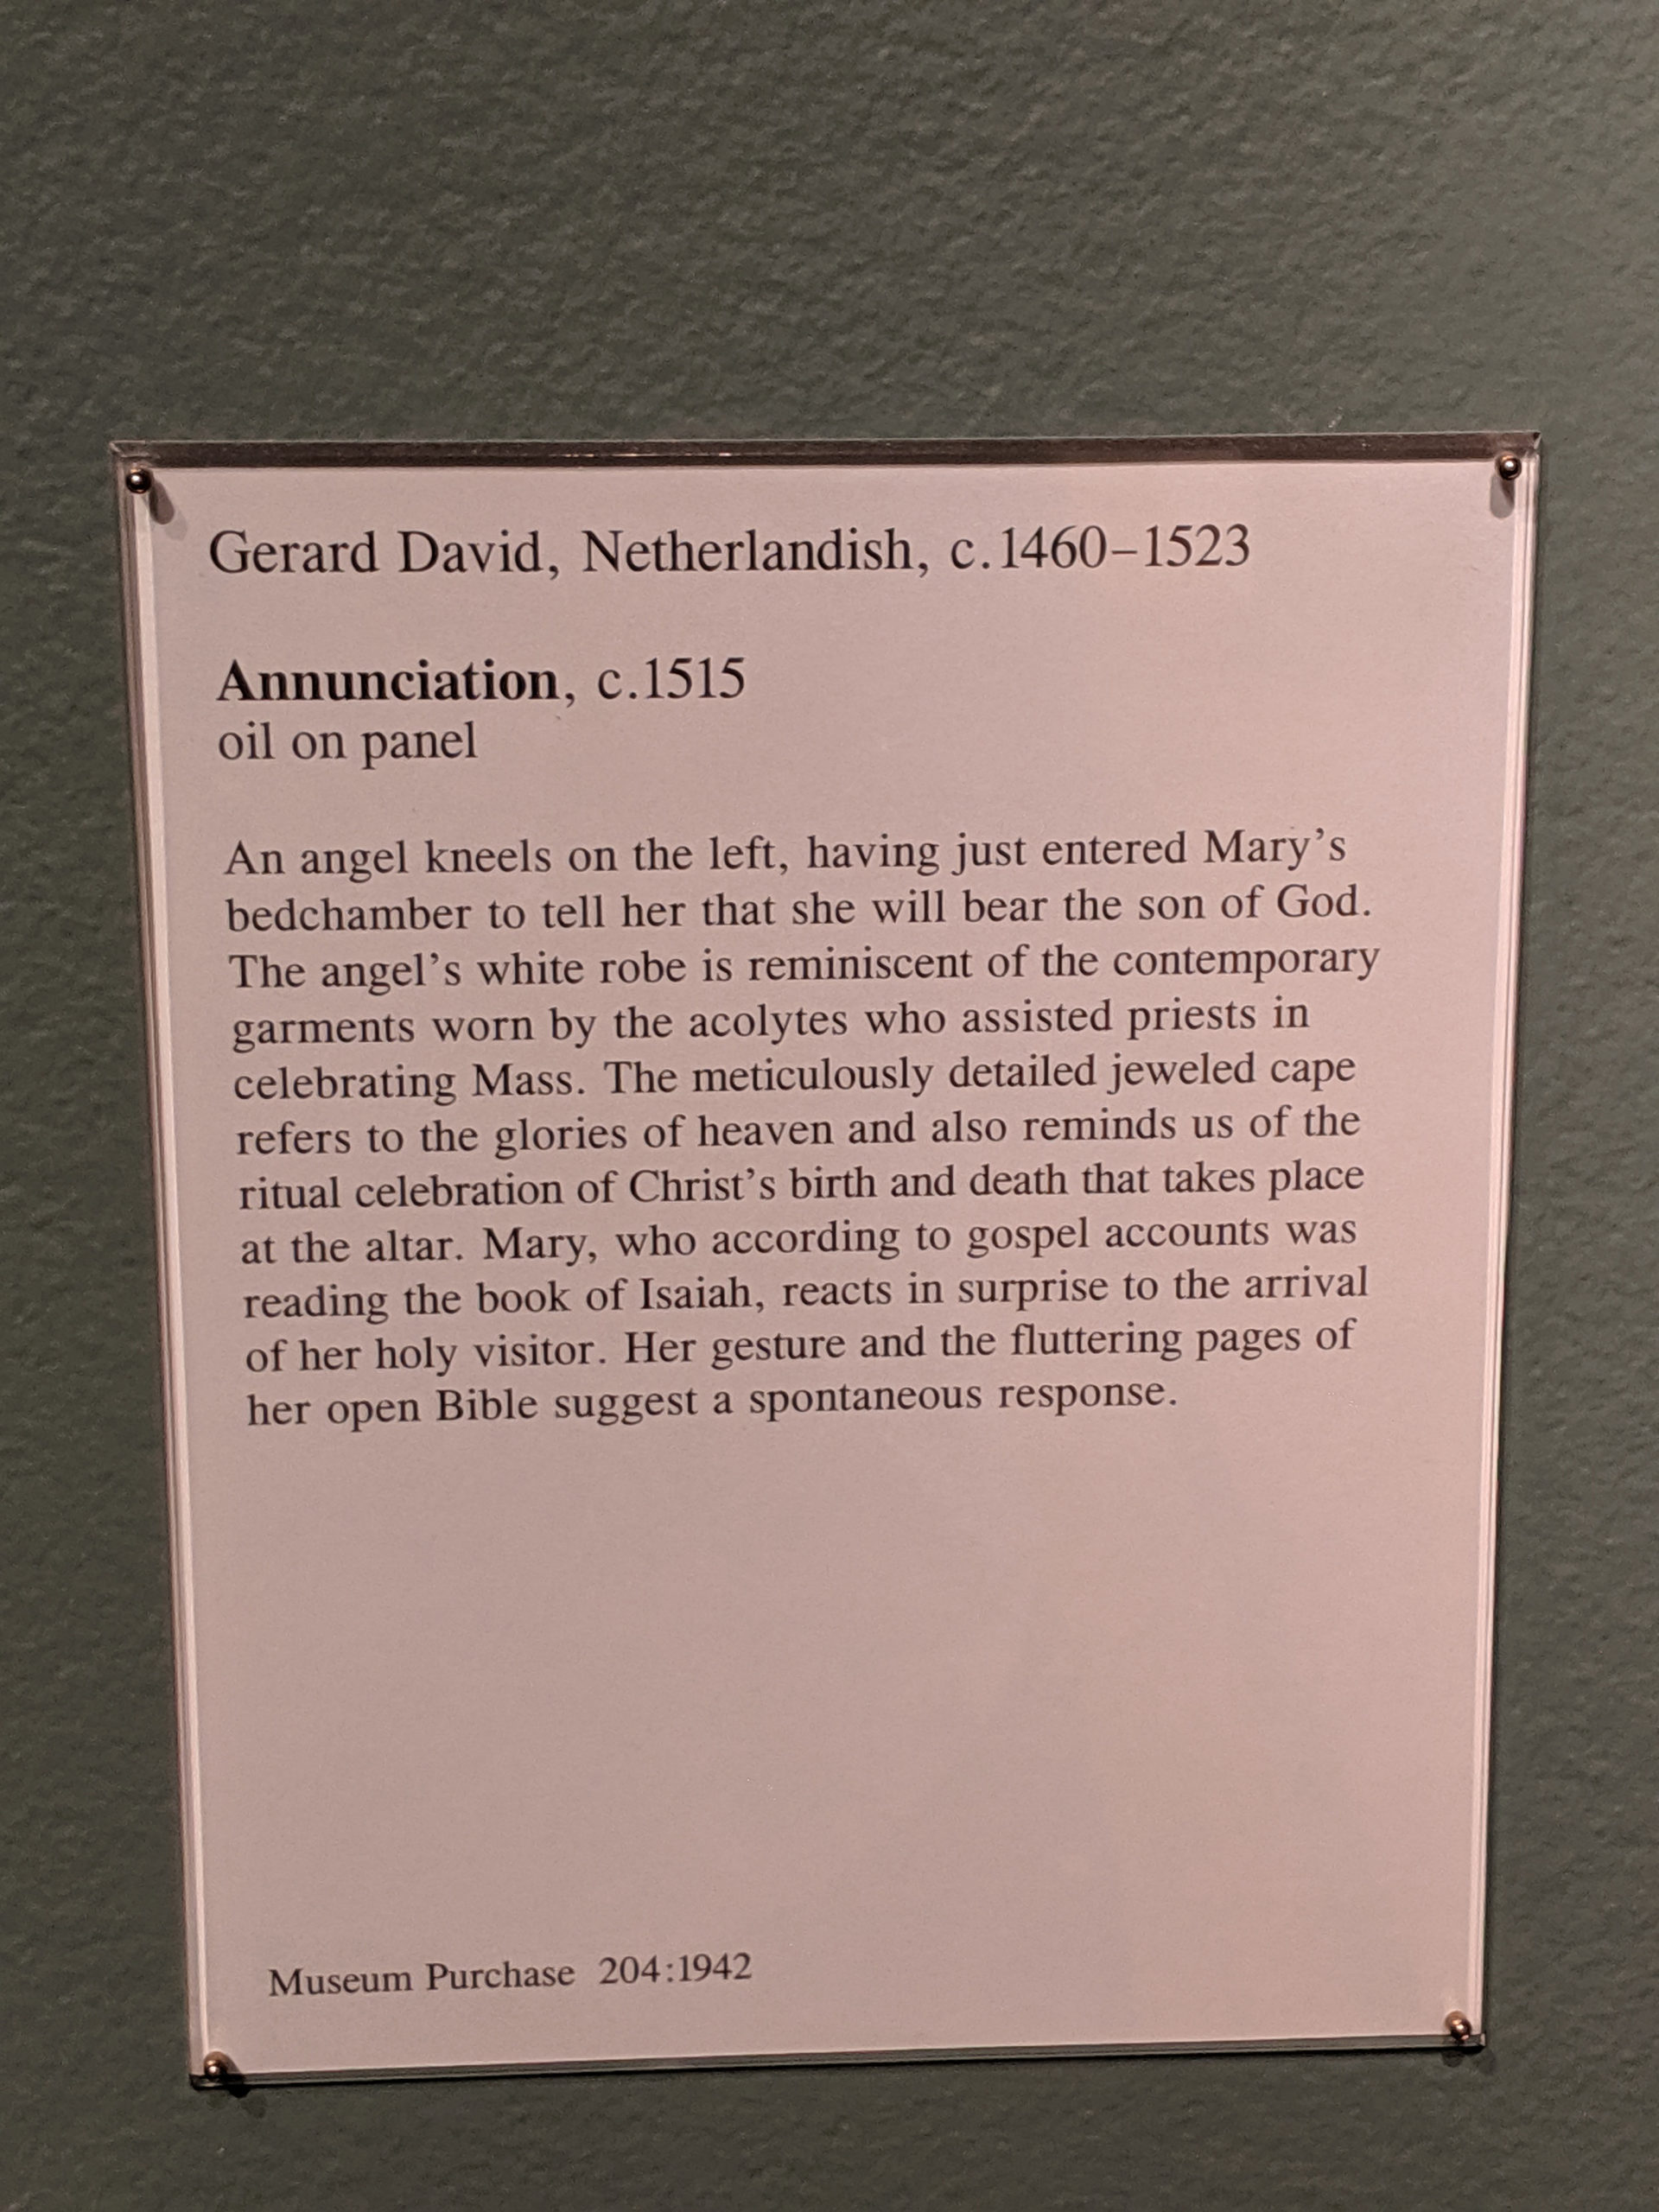 Gerard David, Netherlandish, c.1460–1523
Annunciation, c.1515
oil on panel
An angel kneels on the left, having just entered Mary's
bedchamber to tell her that she will bear the son of God.
The angel's white robe is reminiscent of the contemporary
garments worn by the acolytes who assisted priests in
celebrating Mass. The meticulously detailed jeweled cape
refers to the glories of heaven and also reminds us of the
ritual celebration of Christ's birth and death that takes place
at the altar. Mary, who according to gospel accounts was
reading the book of Isaiah, reacts in surprise to the arrival
of her holy visitor. Her gesture and the fluttering pages of
her open Bible suggest a spontaneous response.
Museum Purchase 204:1942